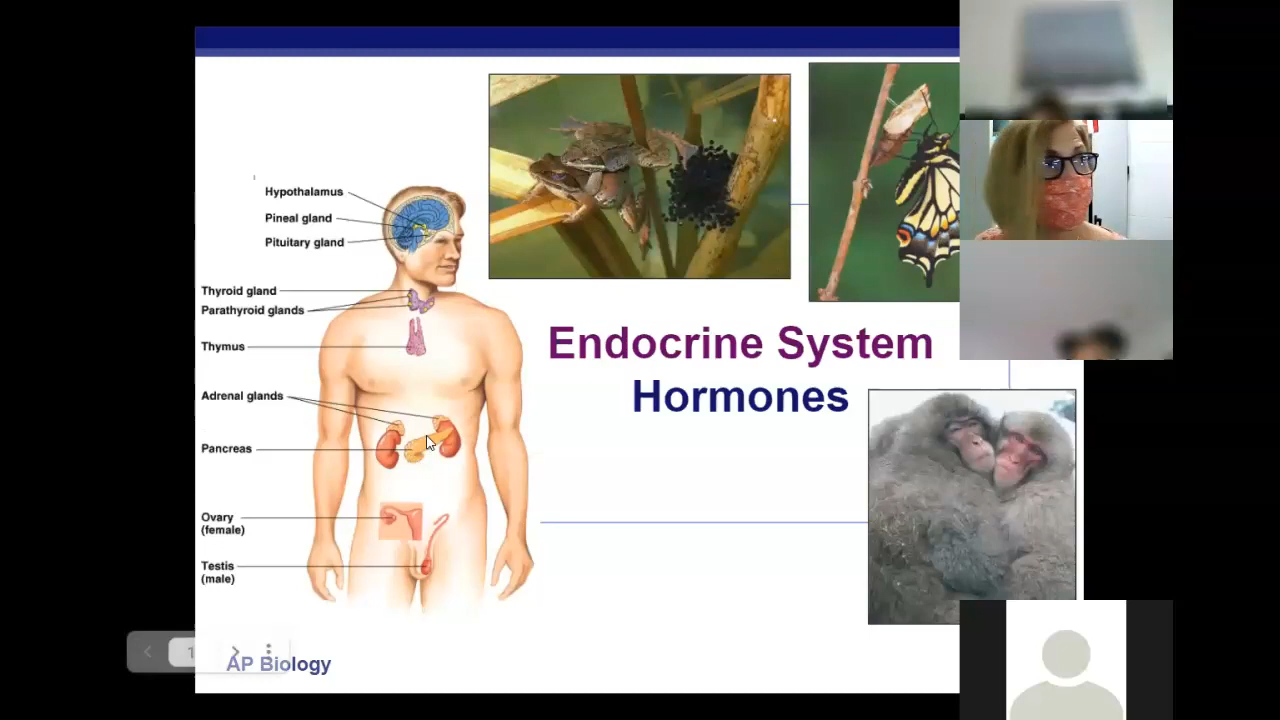 Hypothalamus
Pineal gland
Pituitary gland
Thyroid gland
Parathyroid glands
Thymus
Adrenal glands
Pancreas
Ovary
(female)
Testis
(male)
Endocrine System
Hormones
1
AP Biology